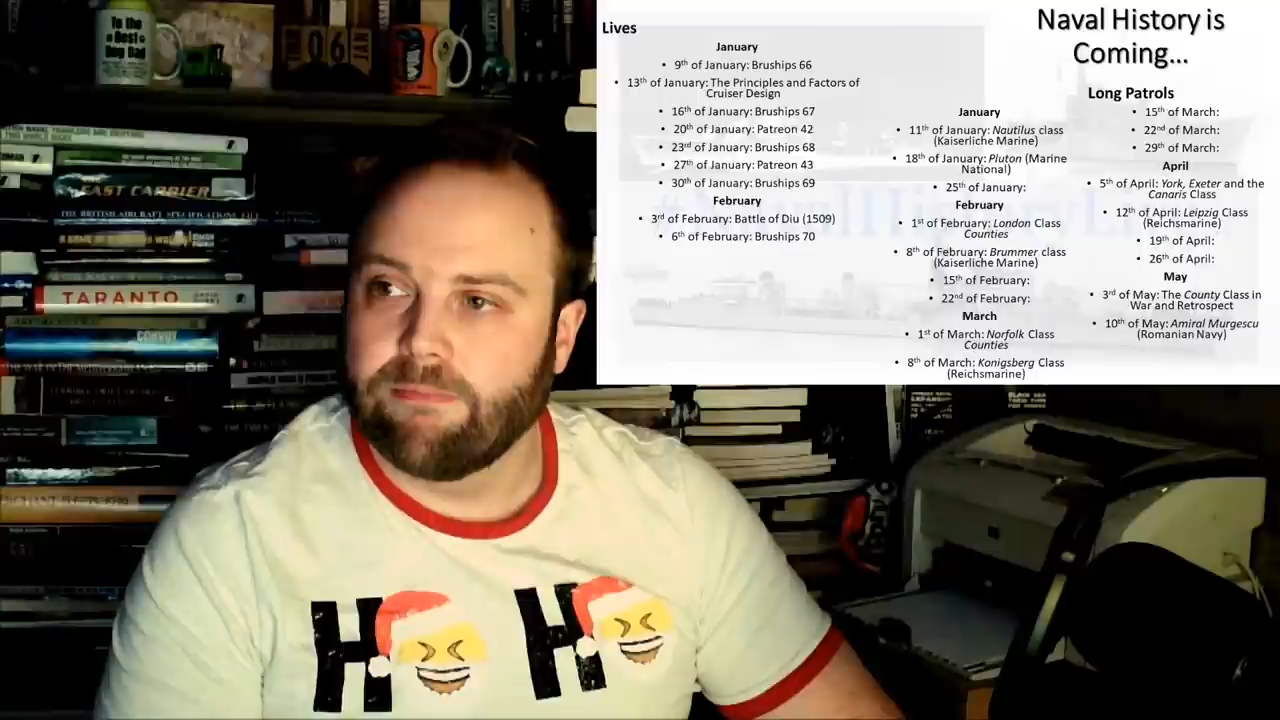 To the
Best
Dog Dad
06 JAN
FAST CARRIER
TARANTO
CONVOY
H H
Naval History is
Coming...
Lives
January
• 9th of January: Bruships 66
• 13th of January: The Principles and Factors of
Cruiser Design
• 16th of January: Bruships 67
• 20th of January: Patreon 42
• 23rd of January: Bruships 68
• 27th of January: Patreon 43
• 30th of January: Bruships 69
February
• 3rd of February: Battle of Diu (1509)
• 6th of February: Bruships 70
Long Patrols
January
• 11th of January: Nautilus class
(Kaiserliche Marine)
• 18th of January: Pluton (Marine
National)
• 25th of January:
February
• 1st of February: London Class
Counties
• 8th of February: Brummer class
(Kaiserliche Marine)
• 15th of February:
• 22nd of February:
March
• 1st of March: Norfolk Class
Counties
• 8th of March: Konigsberg Class
(Reichsmarine)
• 15th of March:
• 22nd of March:
• 29th of March:
April
• 5th of April: York, Exeter and the
Canaris Class
• 12th of April: Leipzig Class
(Reichsmarine)
• 19th of April:
• 26th of April:
May
• 3rd of May: The County Class in
War and Retrospect
• 10th of May: Amiral Murgescu
(Romanian Navy)